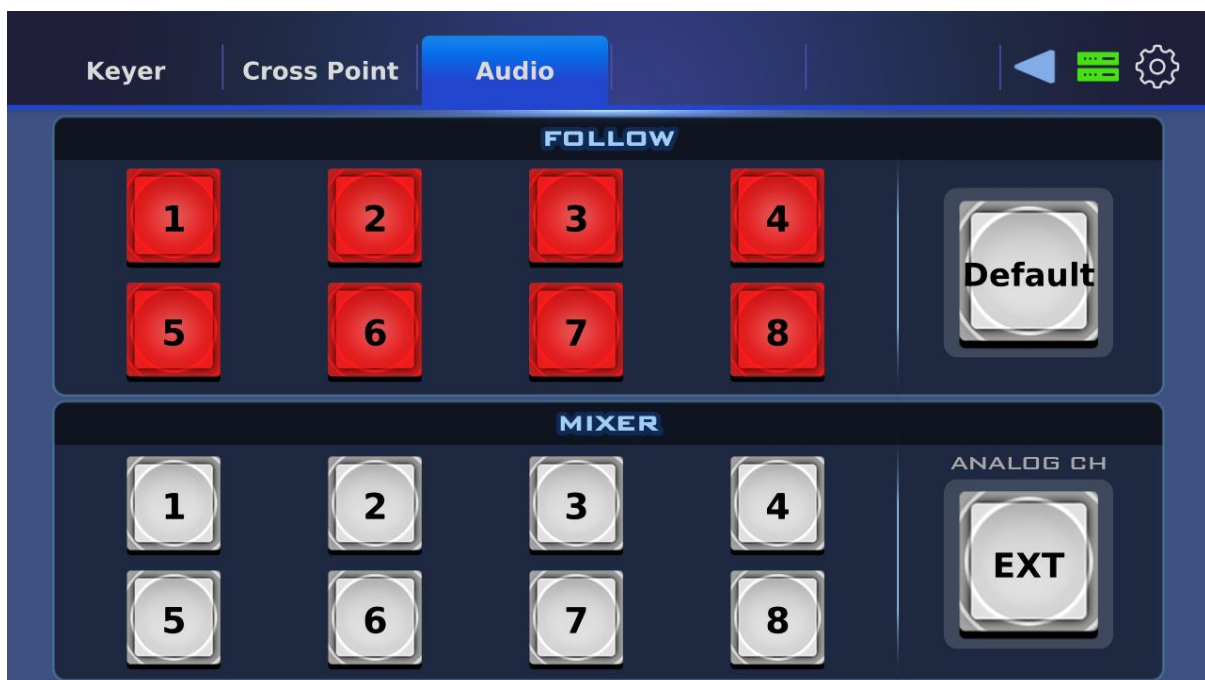 Keyer Cross Point Audio
FOLLOW
1 2 3 4
Default
5 6 7 8
MIXER
ANALOG CH
1 2 3 4
EXT
5 6 7 8